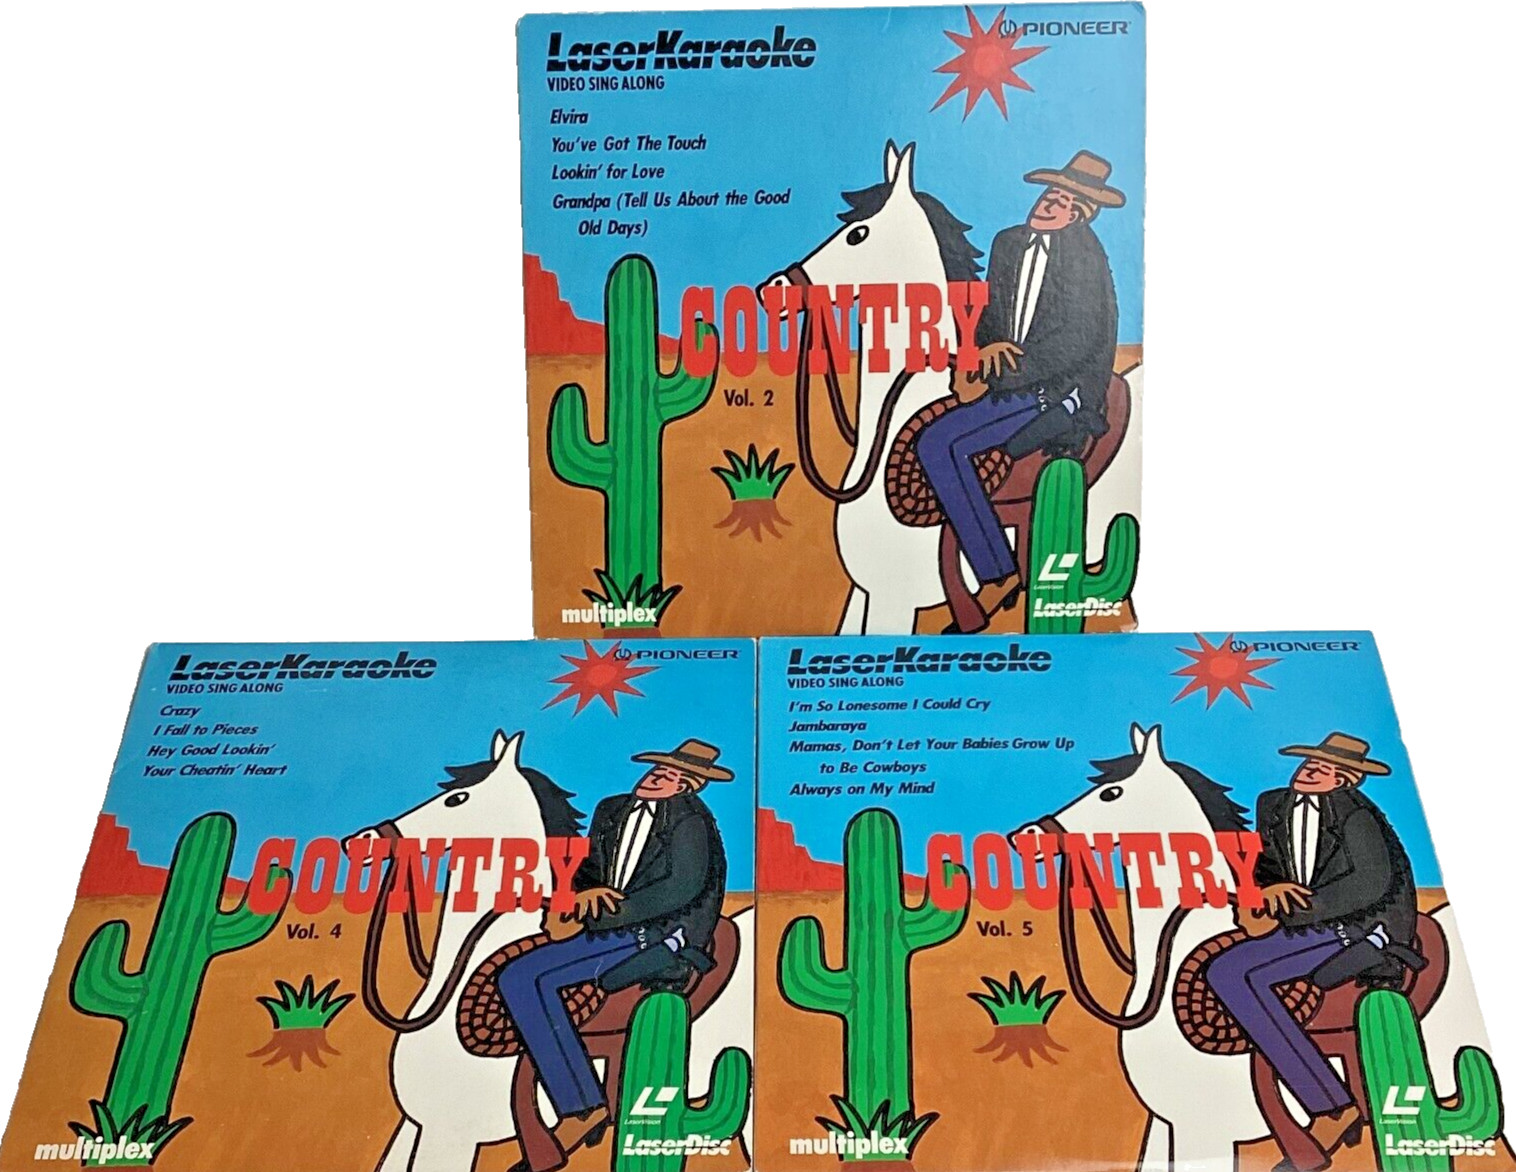 LaserKaraoke
PIONEER
VIDEO SING ALONG
Elvira
You've Got The Touch
Lookin' for Love
Grandpa (Tell Us About the Good
Old Days)
COUNTRY
Vol. 2
LaserVision
multiplex
LaserDisc
LaserKaraoke
PIONEER
VIDEO SING ALONG
Crazy
I Fall to Pieces
Hey Good Lookin'
Your Cheatin' Heart
COUNTRY
Vol. 4
LaserVision
multiplex
LaserDisc
LaserKaraoke
PIONEER
VIDEO SING ALONG
I'm So Lonesome I Could Cry
Jambaraya
Mamas, Don't Let Your Babies Grow Up
to Be Cowboys
Always on My Mind
COUNTRY
Vol. 5
LaserVision
multiplex
LaserDisc